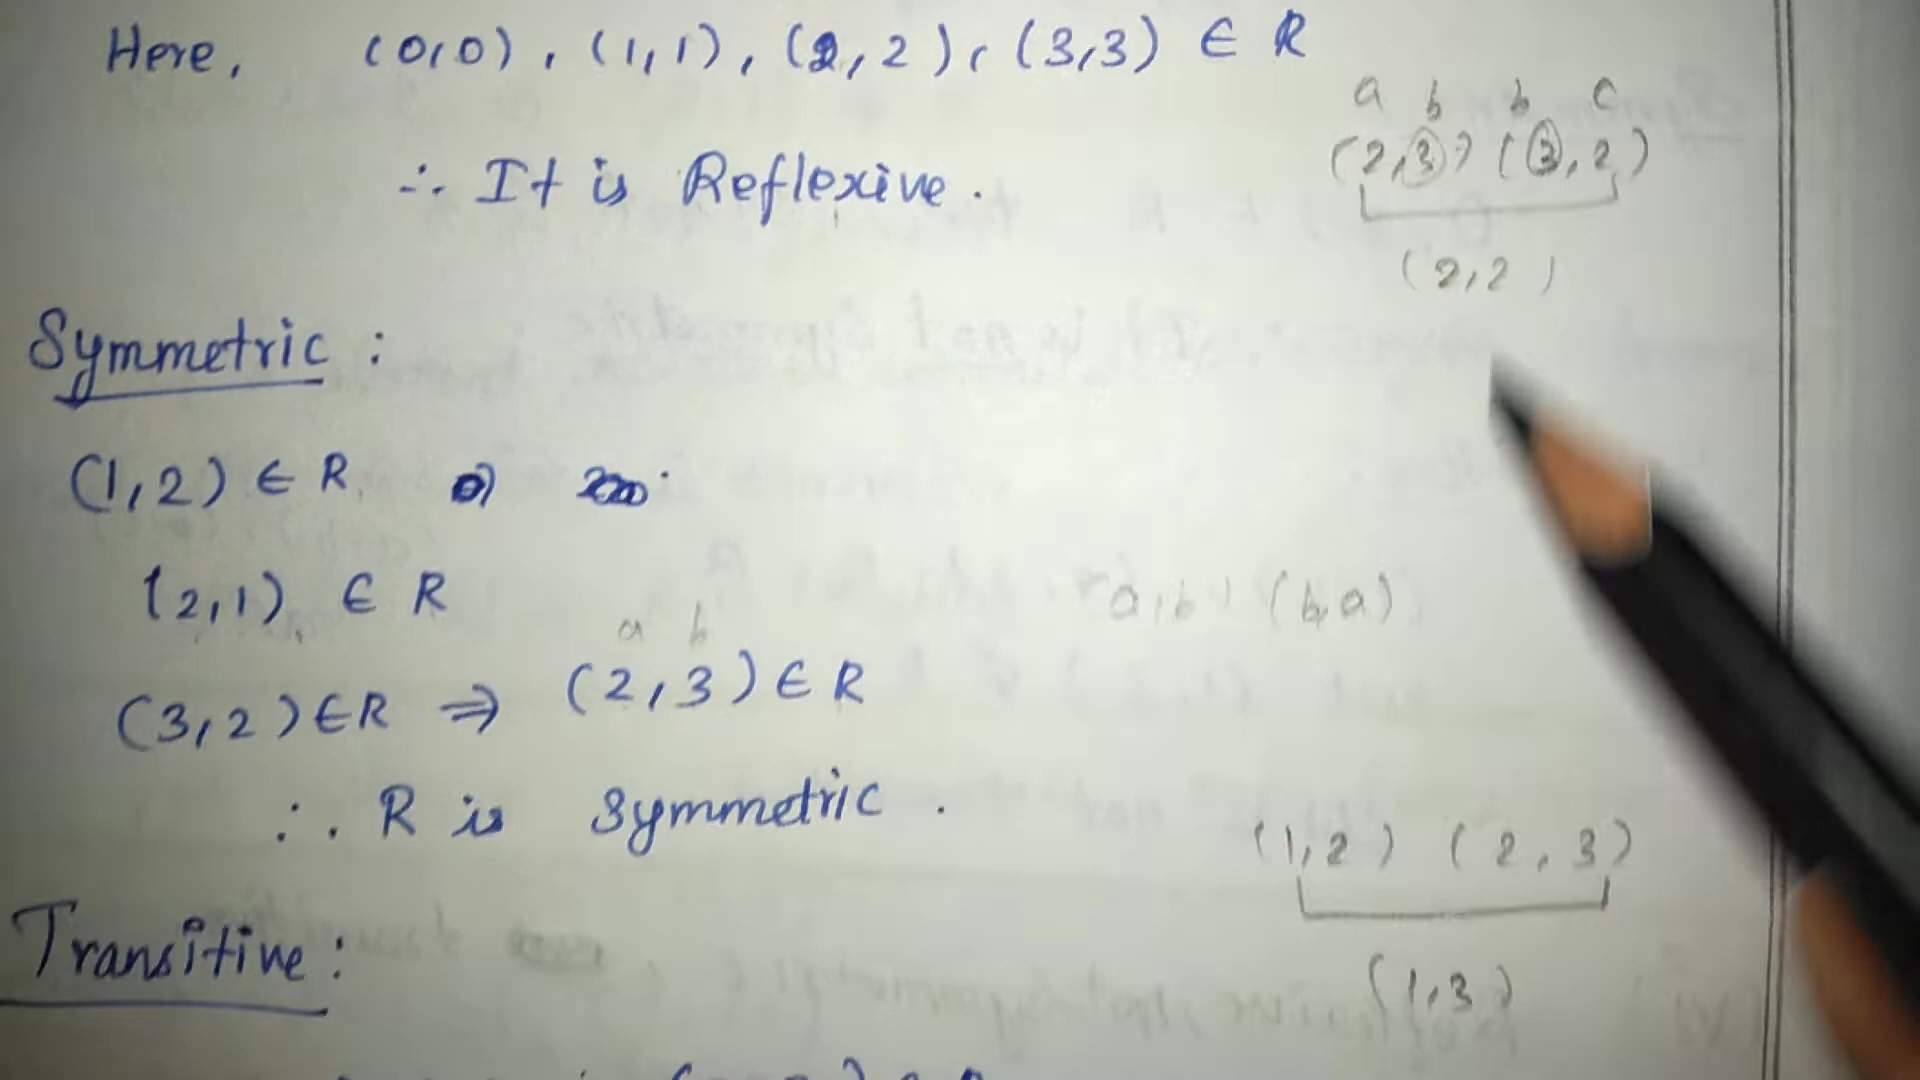 Here, (0,0), (1,1), (2,2), (3,3) ∈ R
∴ It is Reflexive.
a b b c
(2,3) (3,2)
(2,2)
Symmetric :
(1,2) ∈ R
(2,1) ∈ R
a,b) (b,a)
a b
(3,2) ∈ R ⇒ (2,3) ∈ R
∴ R is Symmetric .
(1,2) (2,3)
(1,3)
Transitive :